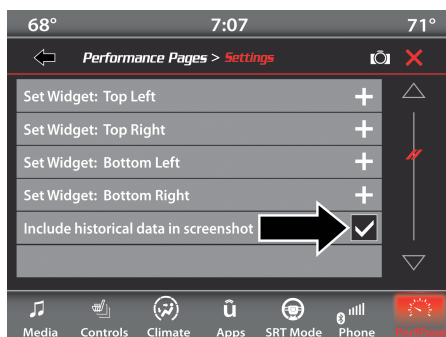 68° 7:07 71°
Performance Pages > Settings
Set Widget: Top Left
Set Widget: Top Right
Set Widget: Bottom Left
Set Widget: Bottom Right
Include historical data in screenshot
Media Controls Climate Apps SRT Mode Phone PerfPage